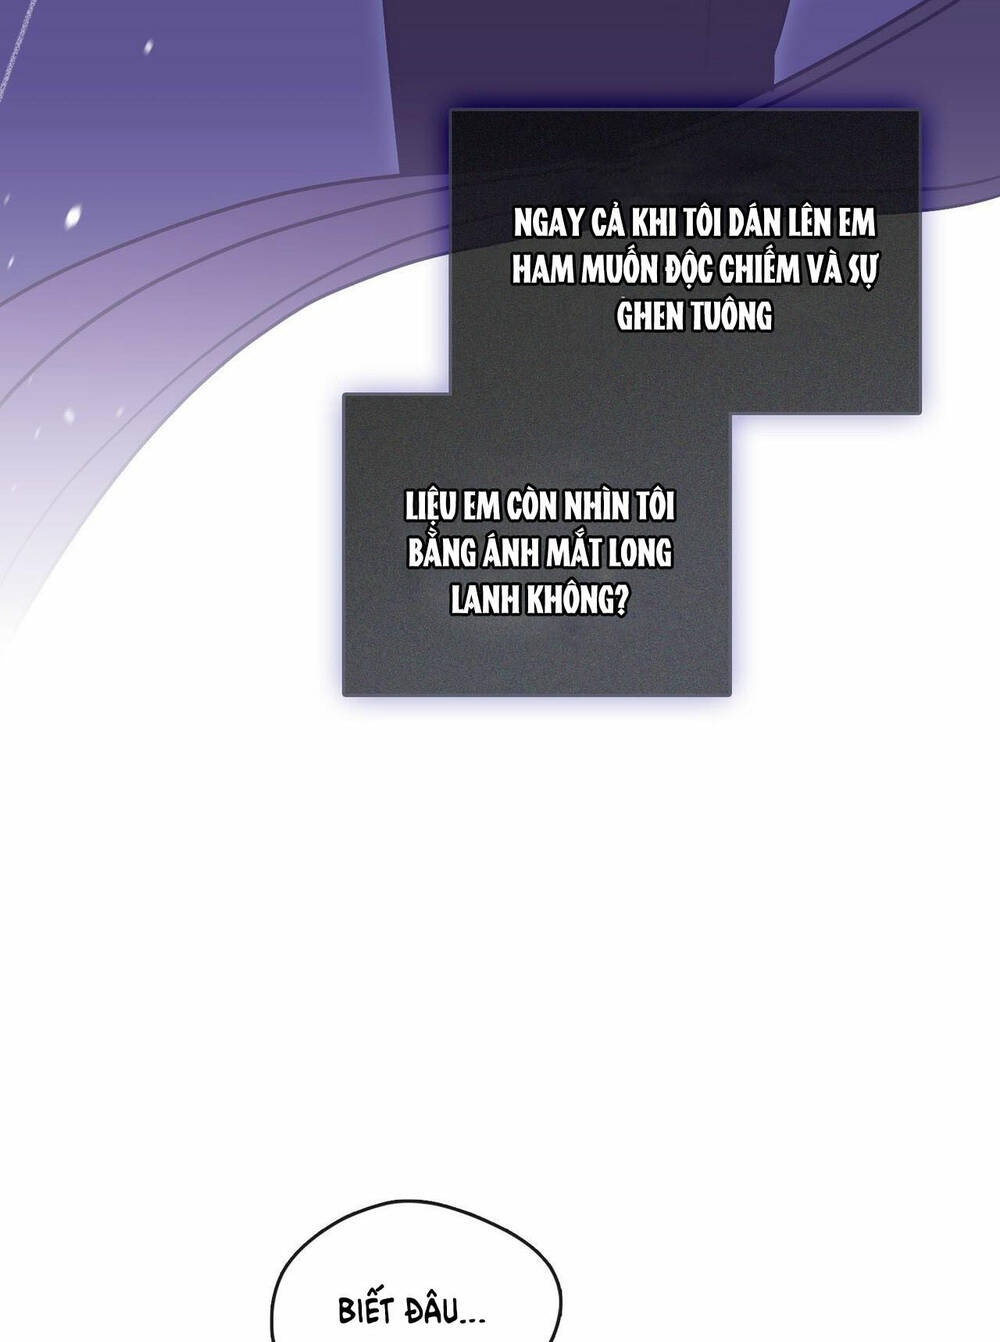 NGAY CẢ KHI TÔI DÁN LÊN EM
HAM MUỐN ĐỘC CHIẾM VÀ SỰ
GHEN TUÔNG
LIỆU EM CÒN NHÌN TÔI
BẰNG ÁNH MẮT LONG
LANH KHÔNG?
BIẾT ĐÂU...